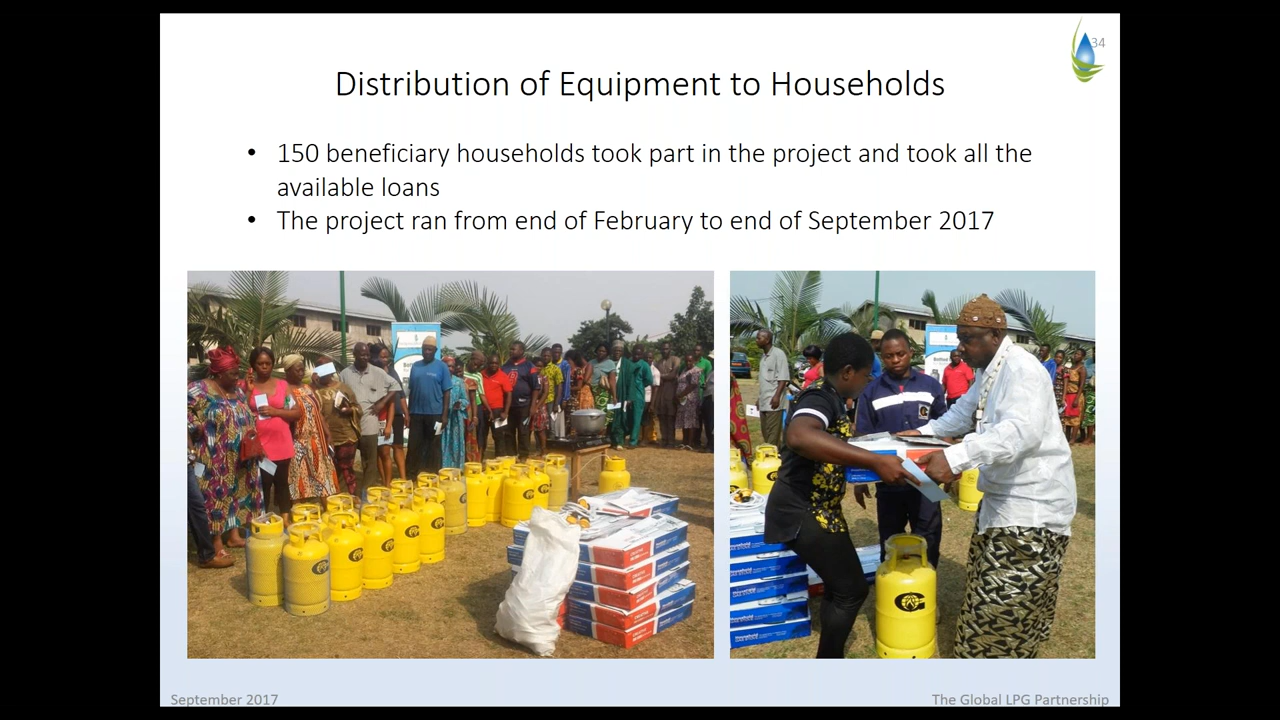 34
Distribution of Equipment to Households
• 150 beneficiary households took part in the project and took all the
available loans
• The project ran from end of February to end of September 2017
September 2017
The Global LPG Partnership